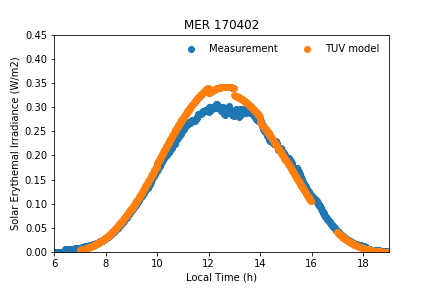 MER 170402
Measurement TUV model
Solar Erythemal Irradiance (W/m2)
0.45
0.40
0.35
0.30
0.25
0.20
0.15
0.10
0.05
0.00
6 8 10 12 14 16 18
Local Time (h)